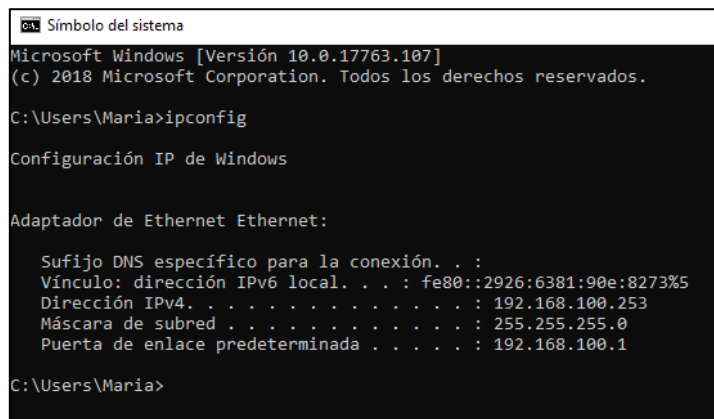 Símbolo del sistema
Microsoft Windows [Versión 10.0.17763.107]
(c) 2018 Microsoft Corporation. Todos los derechos reservados.
C:\Users\Maria>ipconfig
Configuración IP de Windows
Adaptador de Ethernet Ethernet:
Sufijo DNS específico para la conexión. . :
Vínculo: dirección IPv6 local. . . : fe80::2926:6381:90e:8273%5
Dirección IPv4. . . . . . . . . . . . . . : 192.168.100.253
Máscara de subred . . . . . . . . . . . . : 255.255.255.0
Puerta de enlace predeterminada . . . . . : 192.168.100.1
C:\Users\Maria>